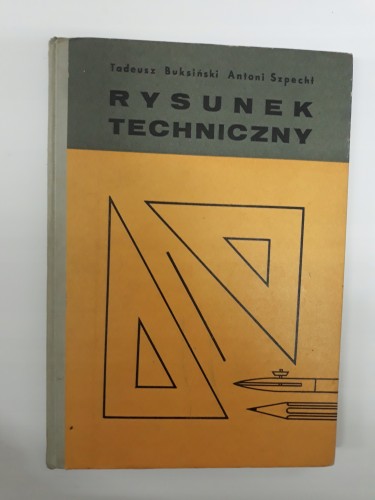 Tadeusz Buksiński Antoni Szpecht
RYSUNEK
TECHNICZNY